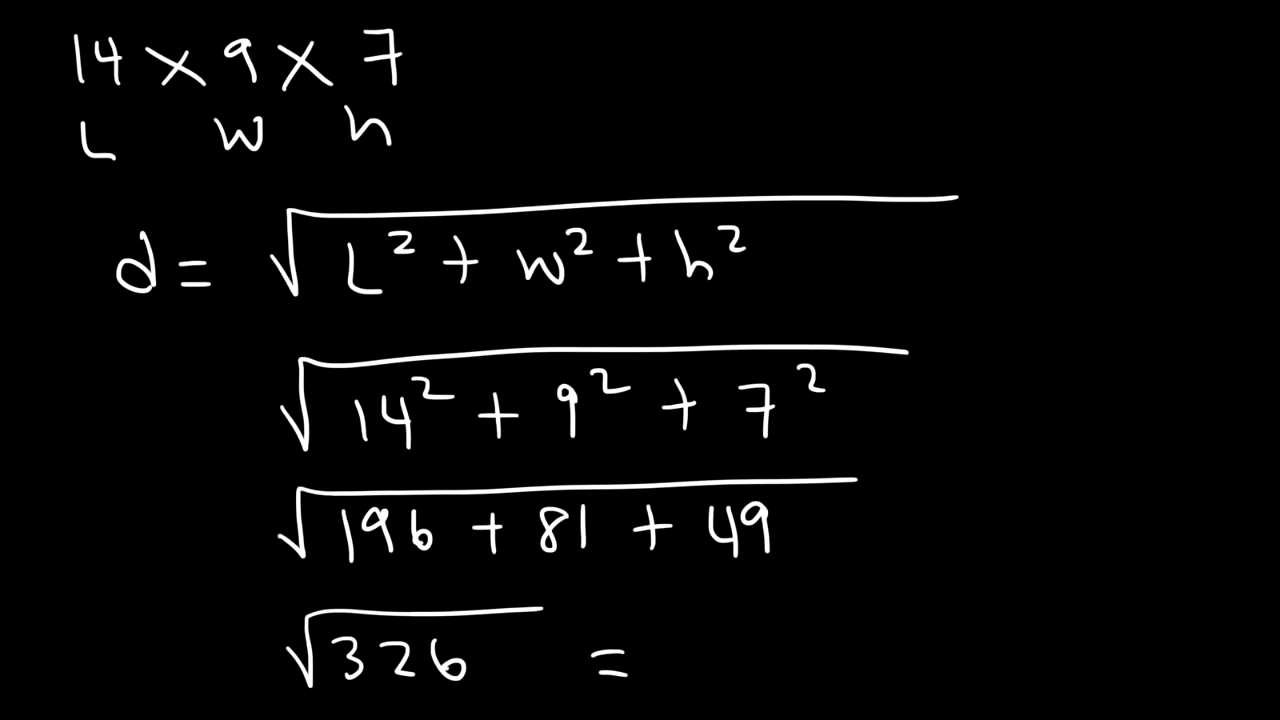 14 × 9 × 7
L w h
d = √L² + w² + h²
√14² + 9² + 7²
√196 + 81 + 49
√326 =